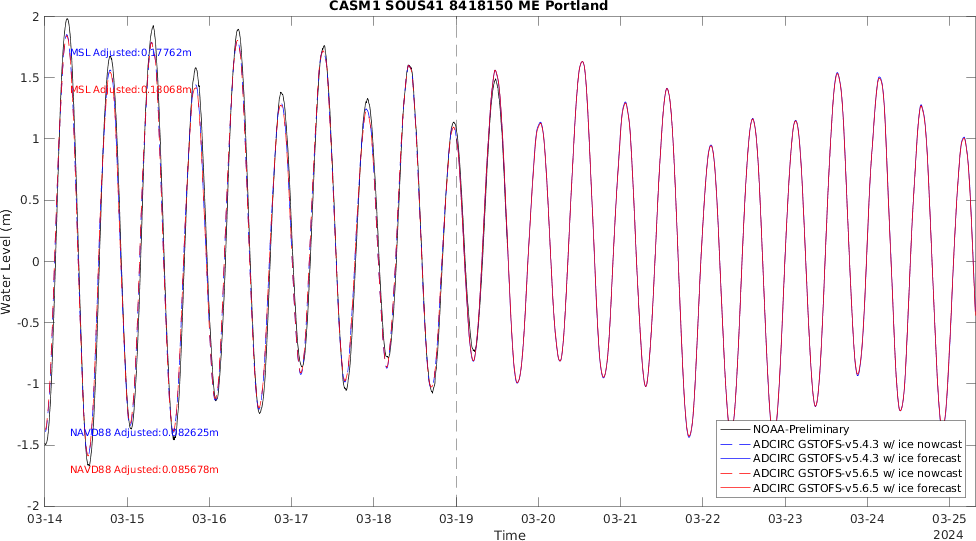 CASM1 SOUS41 8418150 ME Portland
2
1.5
1
0.5
0
-0.5
-1
-1.5
-2
Water Level (m)
MSL Adjusted:0.17762m
MSL Adjusted:0.18068m
NAVD88 Adjusted:0.082625m
NAVD88 Adjusted:0.085678m
NOAA-Preliminary
ADCIRC GSTOFS-v5.4.3 w/ ice nowcast
ADCIRC GSTOFS-v5.4.3 w/ ice forecast
ADCIRC GSTOFS-v5.6.5 w/ ice nowcast
ADCIRC GSTOFS-v5.6.5 w/ ice forecast
03-14 03-15 03-16 03-17 03-18 03-19 03-20 03-21 03-22 03-23 03-24 03-25
Time
2024